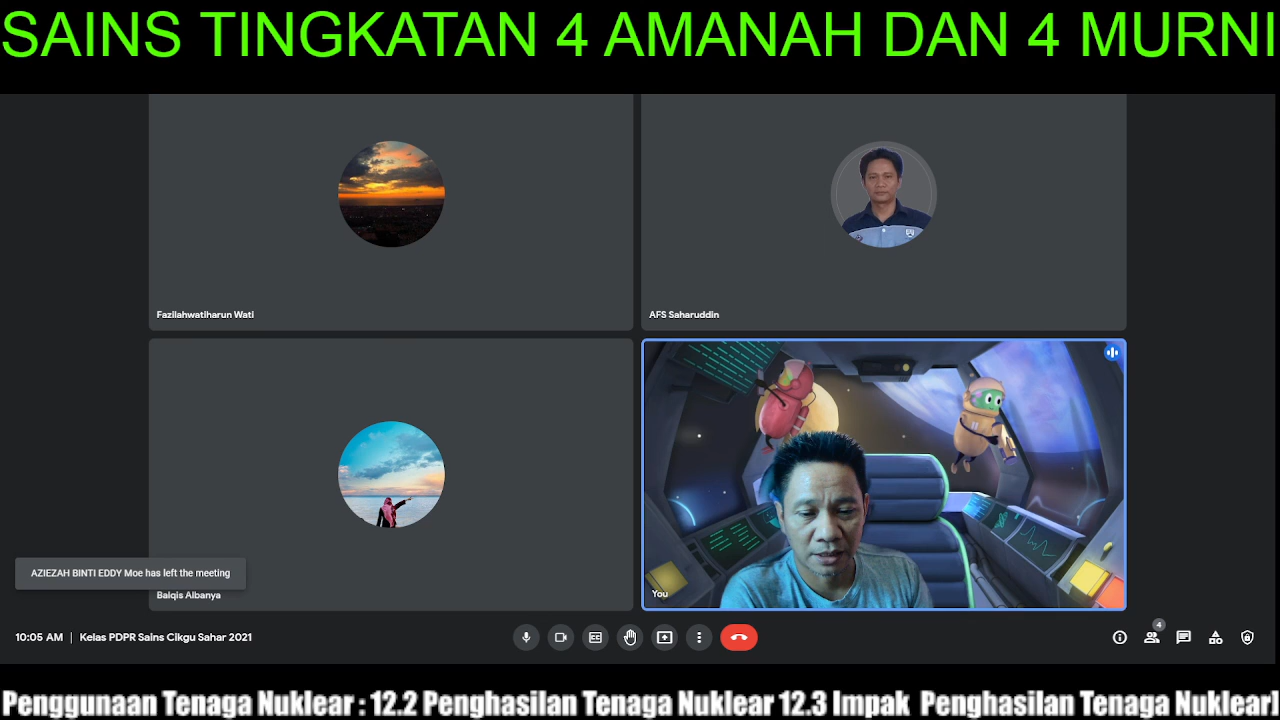 SAINS TINGKATAN 4 AMANAH DAN 4 MURNI
Fazilahwatiharun Wati
AFS Saharuddin
AZIEZAH BINTI EDDY Moe has left the meeting
Balqis Albanya
You
4
10:05 AM | Kelas PDPR Sains Cikgu Sahar 2021
Penggunaan Tenaga Nuklear : 12.2 Penghasilan Tenaga Nuklear 12.3 Impak Penghasilan Tenaga Nuklear]